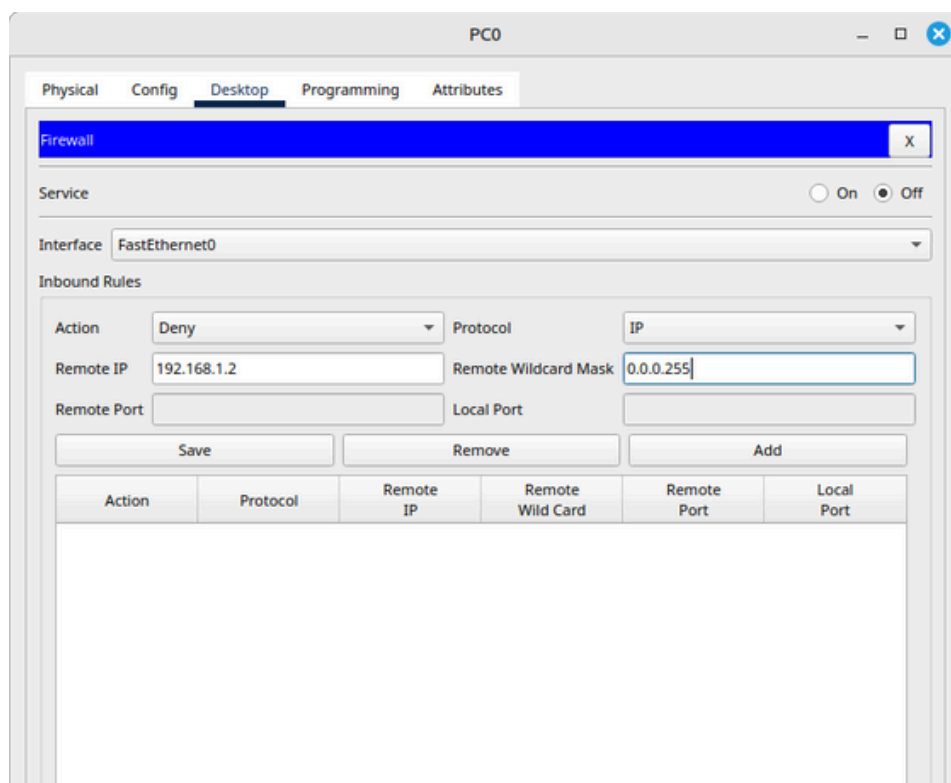 PC0
Physical Config Desktop Programming Attributes
Firewall X
Service On Off
Interface FastEthernet0
Inbound Rules
Action Deny Protocol IP
Remote IP 192.168.1.2 Remote Wildcard Mask 0.0.0.255
Remote Port Local Port
Save Remove Add
Action Protocol Remote IP Remote Wild Card Remote Port Local Port